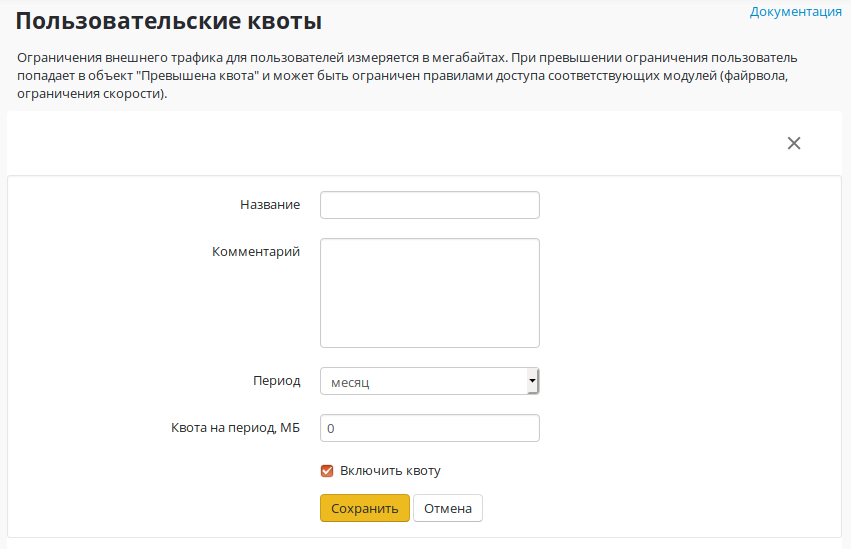 Пользовательские квоты
Документация
Ограничения внешнего трафика для пользователей измеряется в мегабайтах. При превышении ограничения пользователь
попадает в объект "Превышена квота" и может быть ограничен правилами доступа соответствующих модулей (файрвола,
ограничения скорости).
Название
Комментарий
Период
месяц
Квота на период, МБ
0
Включить квоту
Сохранить
Отмена